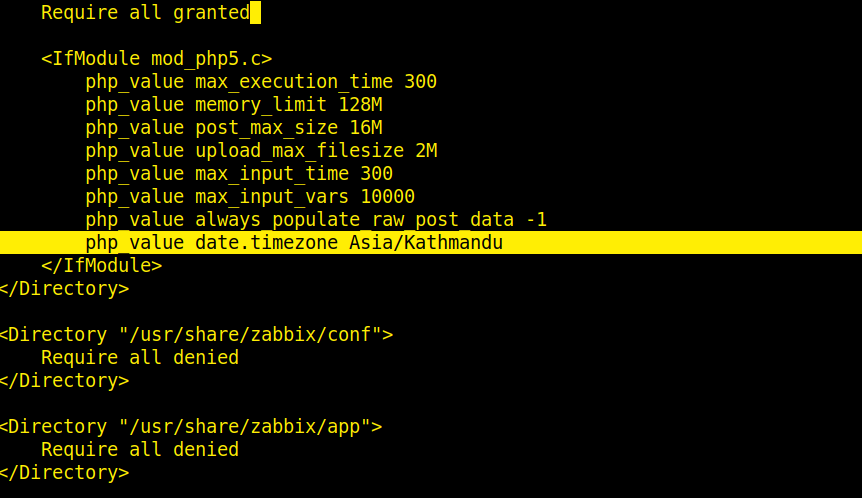 Require all granted
<IfModule mod_php5.c>
php_value max_execution_time 300
php_value memory_limit 128M
php_value post_max_size 16M
php_value upload_max_filesize 2M
php_value max_input_time 300
php_value max_input_vars 10000
php_value always_populate_raw_post_data -1
php_value date.timezone Asia/Kathmandu
</IfModule>
</Directory>
<Directory "/usr/share/zabbix/conf">
Require all denied
</Directory>
<Directory "/usr/share/zabbix/app">
Require all denied
</Directory>